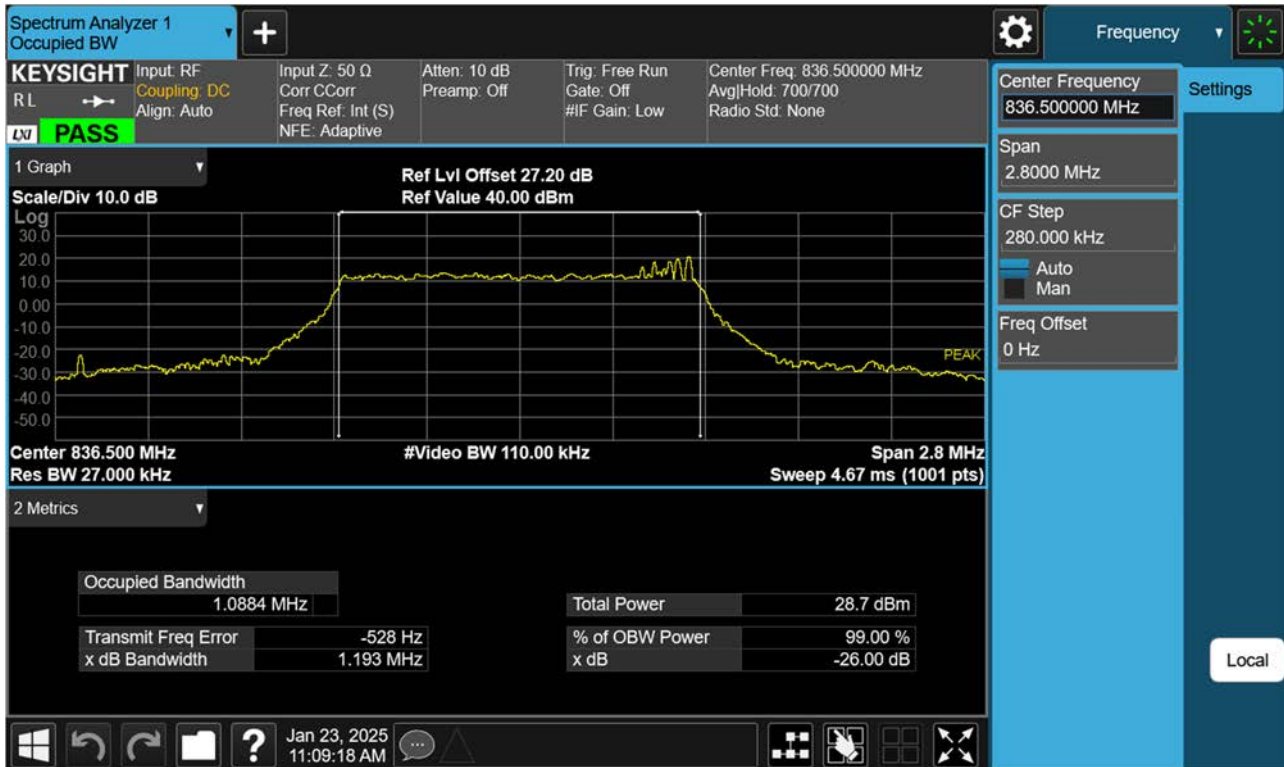 Spectrum Analyzer 1
Occupied BW
+
Frequency
KEYSIGHT
R L
LXI PASS
Input: RF
Coupling: DC
Align: Auto
Input Z: 50 Ω
Corr CCorr
Freq Ref: Int (S)
NFE: Adaptive
Atten: 10 dB
Preamp: Off
Trig: Free Run
Gate: Off
#IF Gain: Low
Center Freq: 836.500000 MHz
Avg|Hold: 700/700
Radio Std: None
Center Frequency
836.500000 MHz
Settings
Span
2.8000 MHz
CF Step
280.000 kHz
Auto
Man
Freq Offset
0 Hz
Local
1 Graph
Scale/Div 10.0 dB
Ref Lvl Offset 27.20 dB
Ref Value 40.00 dBm
Log
30.0
20.0
10.0
0.00
-10.0
-20.0
-30.0
-40.0
-50.0
PEAK
Center 836.500 MHz
#Video BW 110.00 kHz
Span 2.8 MHz
Res BW 27.000 kHz
Sweep 4.67 ms (1001 pts)
2 Metrics
Occupied Bandwidth
1.0884 MHz
Total Power 28.7 dBm
Transmit Freq Error -528 Hz
% of OBW Power 99.00 %
x dB Bandwidth 1.193 MHz
x dB -26.00 dB
?
Jan 23, 2025
11:09:18 AM